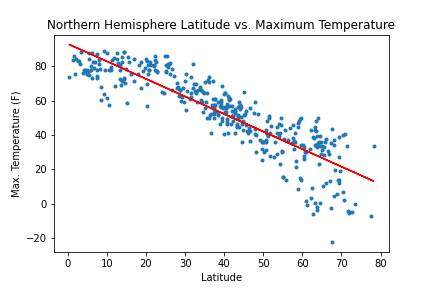 Northern Hemisphere Latitude vs. Maximum Temperature
Max. Temperature (F)
80
60
40
20
0
−20
0 10 20 30 40 50 60 70 80
Latitude